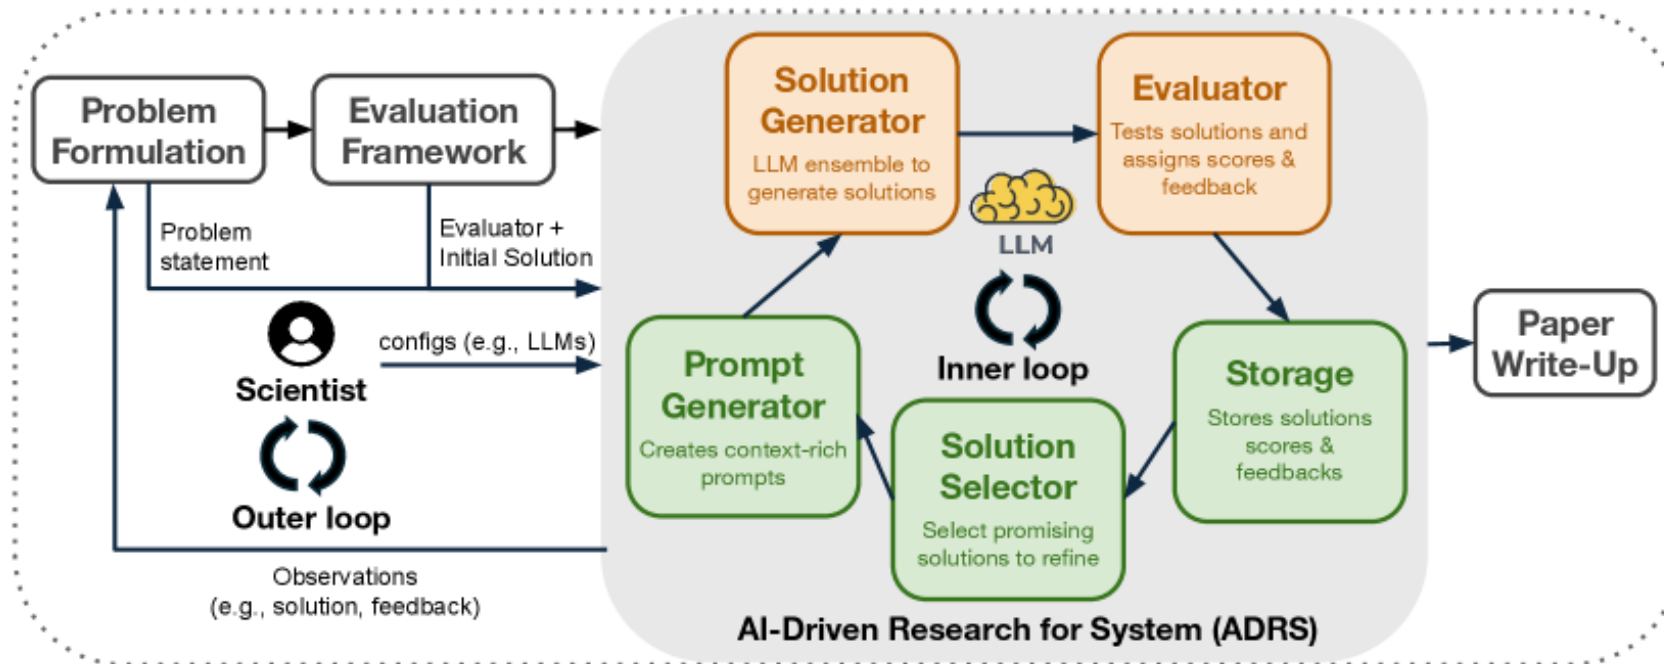 Problem
Formulation
Evaluation
Framework
Problem
statement
Evaluator +
Initial Solution
Scientist
configs (e.g., LLMs)
Outer loop
Observations
(e.g., solution, feedback)
Solution
Generator
LLM ensemble to
generate solutions
Evaluator
Tests solutions and
assigns scores &
feedback
LLM
Inner loop
Prompt
Generator
Creates context-rich
prompts
Solution
Selector
Select promising
solutions to refine
Storage
Stores solutions
scores &
feedbacks
AI-Driven Research for System (ADRS)
Paper
Write-Up